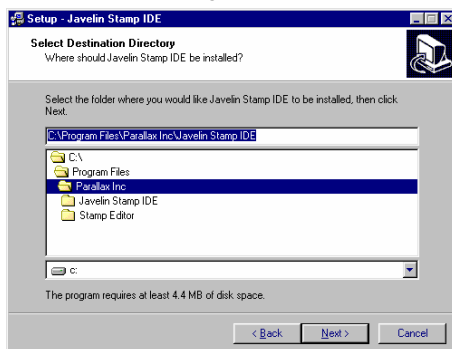 Setup - Javelin Stamp IDE
Select Destination Directory
Where should Javelin Stamp IDE be installed?
Select the folder where you would like Javelin Stamp IDE to be installed, then click
Next.
C:\Program Files\Parallax Inc\Javelin Stamp IDE
C:\
Program Files
Parallax Inc
Javelin Stamp IDE
Stamp Editor
c:
The program requires at least 4.4 MB of disk space.
< Back Next > Cancel